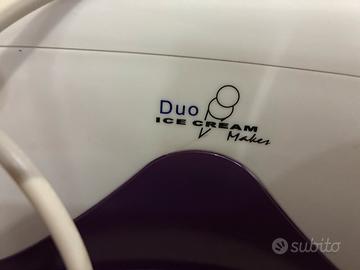 Duo
ICE CREAM
Maker
subito